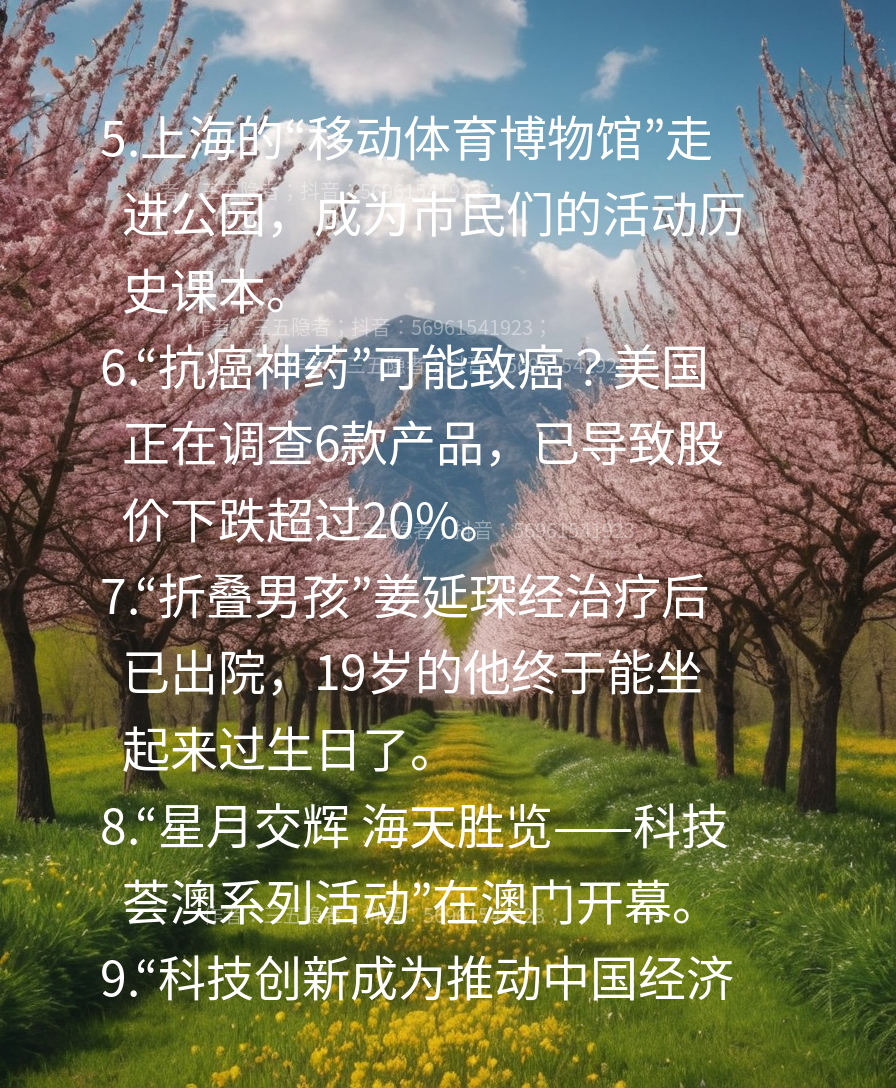 5.上海的“移动体育博物馆”走
进公园，成为市民们的活动历
史课本。
作者：三五隐者；抖音：56961541923；
6.“抗癌神药”可能致癌？美国
正在调查6款产品，已导致股
价下跌超过20%。
7.“折叠男孩”姜延琛经治疗后
已出院，19岁的他终于能坐
起来过生日了。
8.“星月交辉 海天胜览——科技
荟澳系列活动”在澳门开幕。
9.“科技创新成为推动中国经济